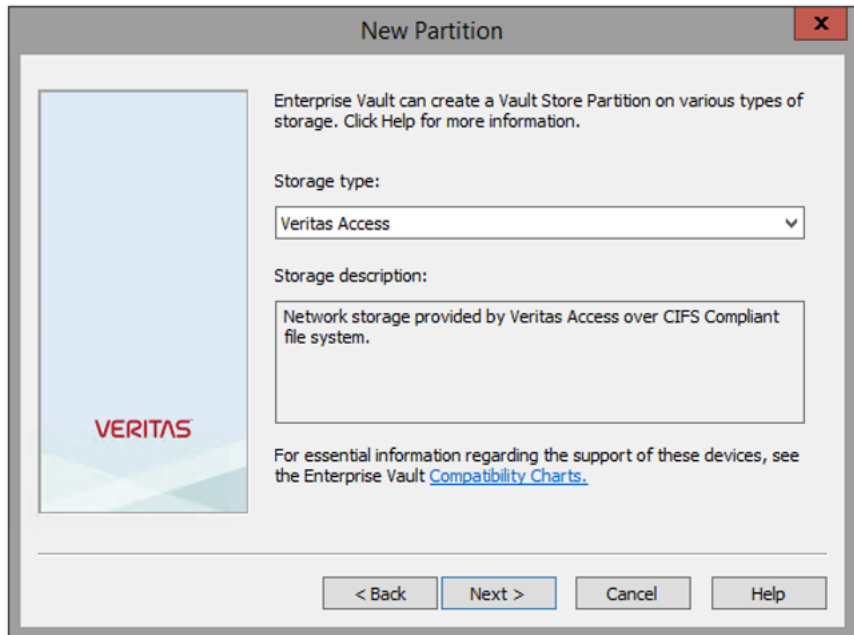 New Partition
x
Enterprise Vault can create a Vault Store Partition on various types of
storage. Click Help for more information.
Storage type:
Veritas Access
Storage description:
Network storage provided by Veritas Access over CIFS Compliant
file system.
VERITAS
For essential information regarding the support of these devices, see
the Enterprise Vault Compatibility Charts.
< Back Next > Cancel Help